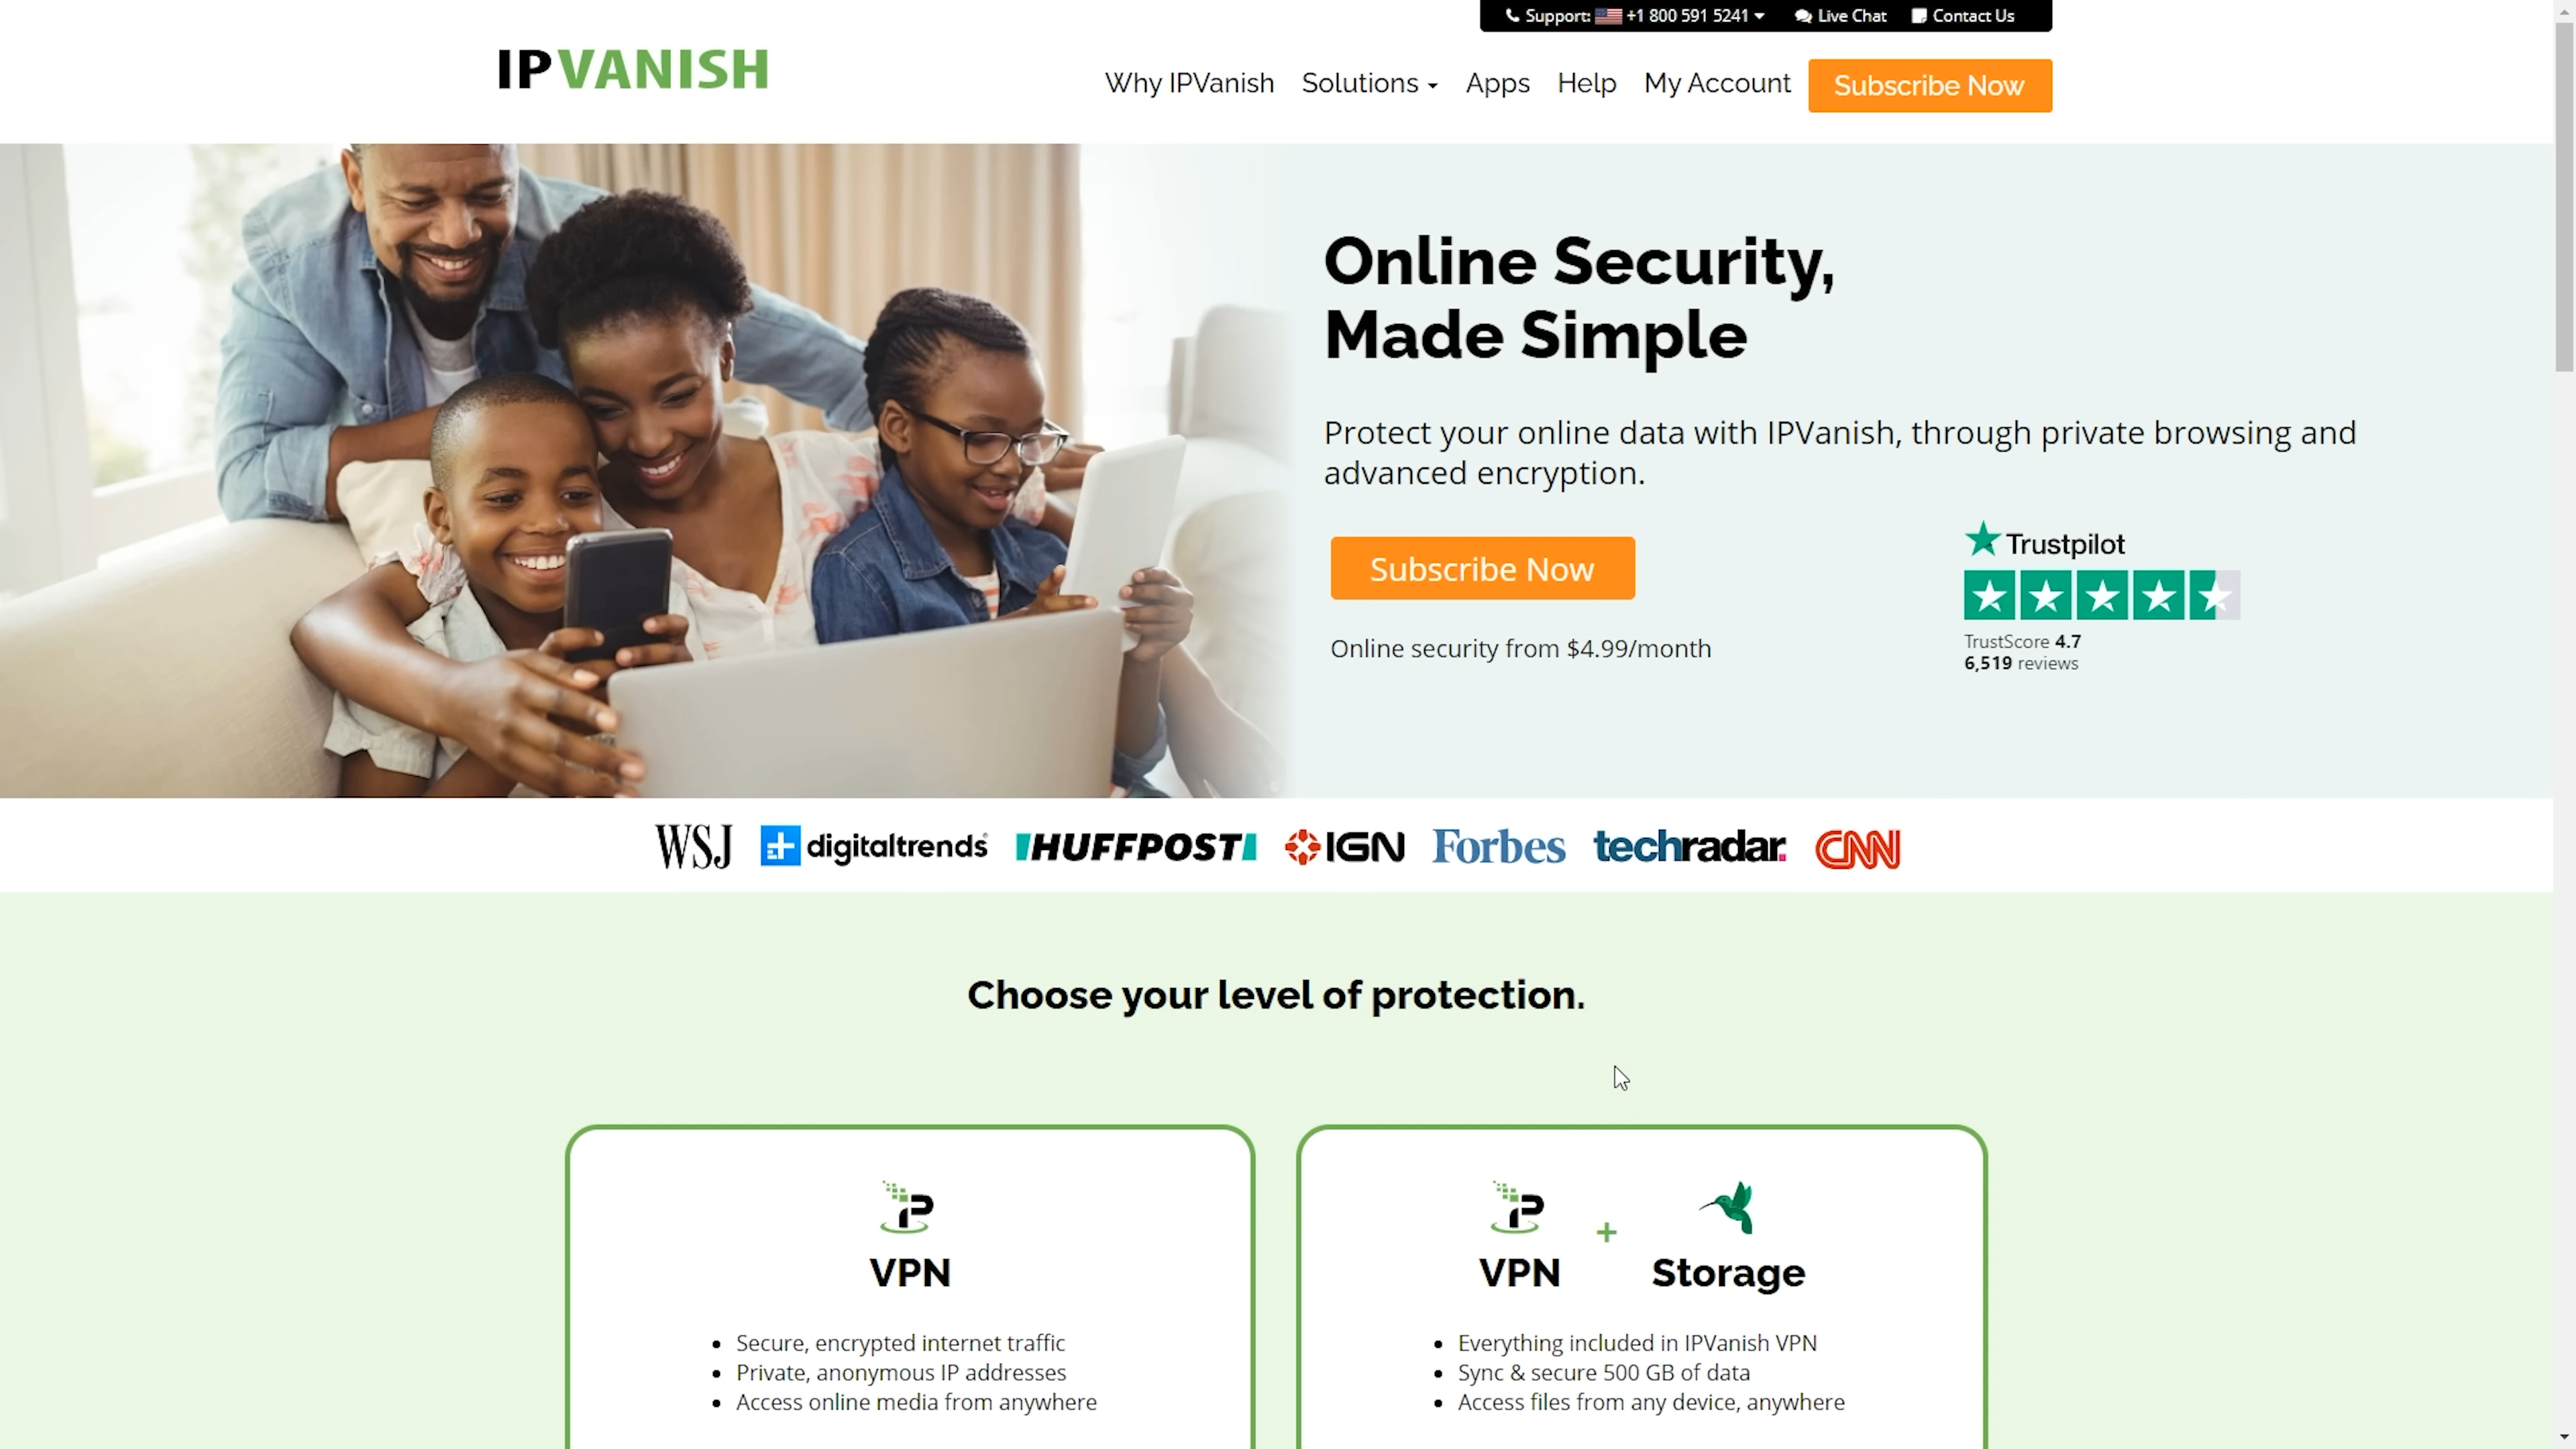 Support: +1 800 591 5241
Live Chat
Contact Us
IPVANISH
Why IPVanish
Solutions
Apps
Help
My Account
Subscribe Now
Online Security,
Made Simple
Protect your online data with IPVanish, through private browsing and
advanced encryption.
Subscribe Now
Online security from $4.99/month
Trustpilot
TrustScore 4.7
6,519 reviews
WSJ
digitaltrends
HUFFPOST
IGN
Forbes
techradar.
CNN
Choose your level of protection.
VPN
• Secure, encrypted internet traffic
• Private, anonymous IP addresses
• Access online media from anywhere
VPN + Storage
• Everything included in IPVanish VPN
• Sync & secure 500 GB of data
• Access files from any device, anywhere